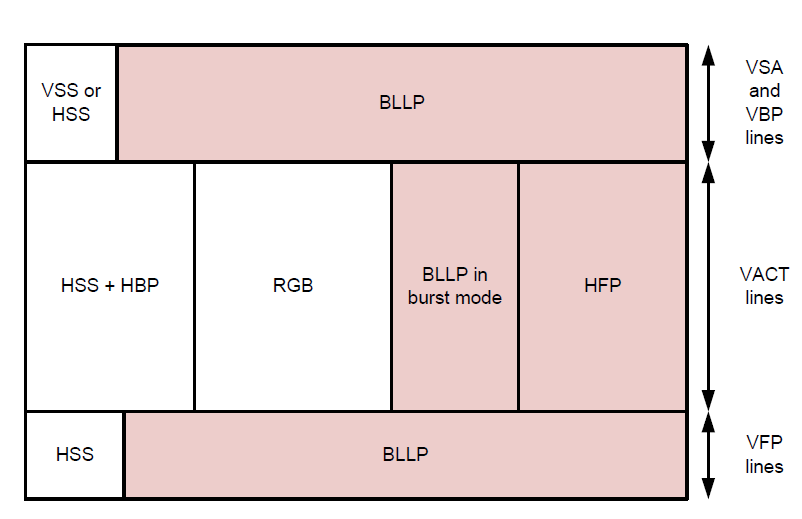 VSS or
HSS
BLLP
VSA
and
VBP
lines
HSS + HBP
RGB
BLLP in
burst mode
HFP
VACT
lines
HSS
BLLP
VFP
lines